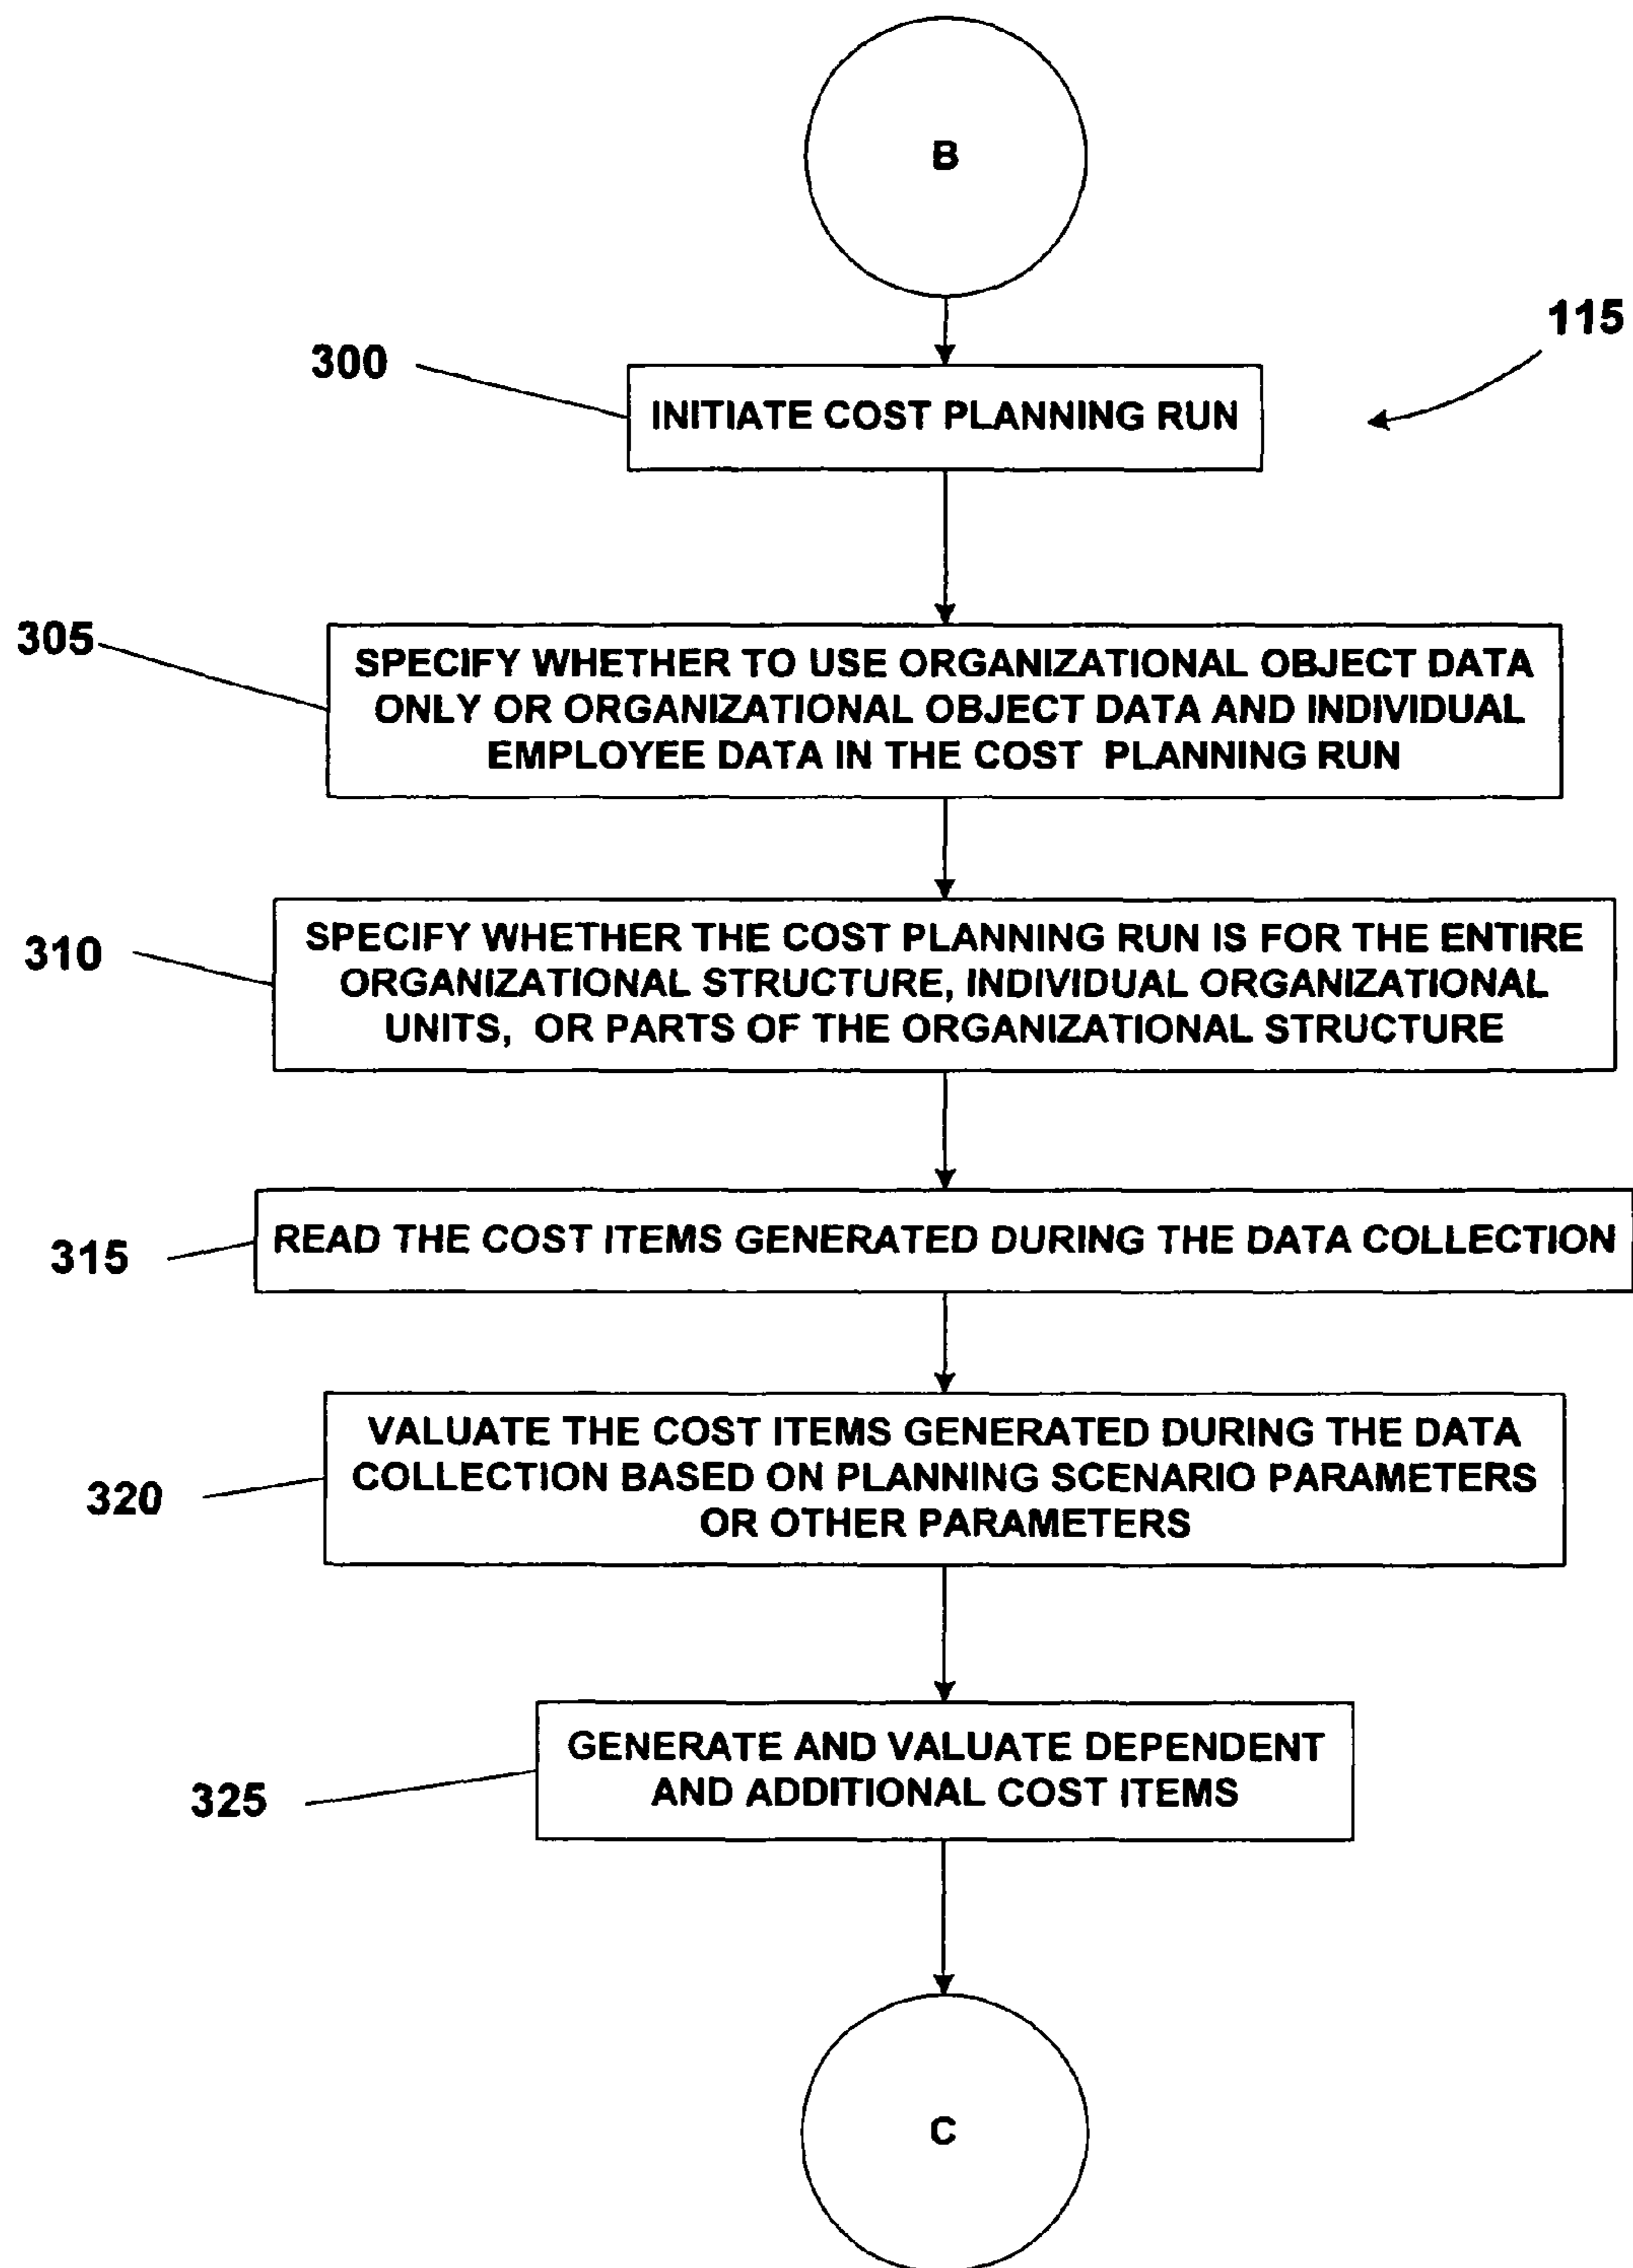 B
115
300
INITIATE COST PLANNING RUN
305
SPECIFY WHETHER TO USE ORGANIZATIONAL OBJECT DATA
ONLY OR ORGANIZATIONAL OBJECT DATA AND INDIVIDUAL
EMPLOYEE DATA IN THE COST PLANNING RUN
310
SPECIFY WHETHER THE COST PLANNING RUN IS FOR THE ENTIRE
ORGANIZATIONAL STRUCTURE, INDIVIDUAL ORGANIZATIONAL
UNITS, OR PARTS OF THE ORGANIZATIONAL STRUCTURE
315
READ THE COST ITEMS GENERATED DURING THE DATA COLLECTION
320
VALUATE THE COST ITEMS GENERATED DURING THE DATA
COLLECTION BASED ON PLANNING SCENARIO PARAMETERS
OR OTHER PARAMETERS
325
GENERATE AND VALUATE DEPENDENT
AND ADDITIONAL COST ITEMS
C